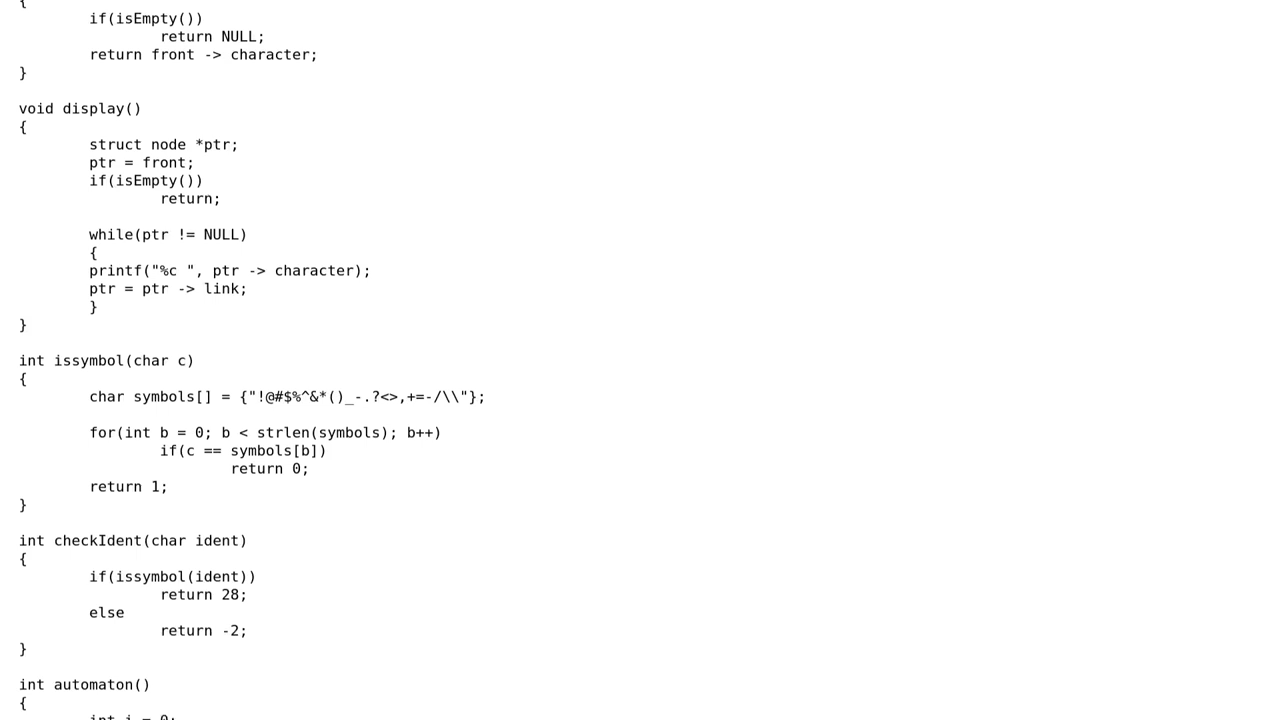 {
        if(isEmpty())
                return NULL;
        return front -> character;
}

void display()
{
        struct node *ptr;
        ptr = front;
        if(isEmpty())
                return;

        while(ptr != NULL)
        {
        printf("%c ", ptr -> character);
        ptr = ptr -> link;
        }
}

int issymbol(char c)
{
        char symbols[] = {"!@#$%^&*()_-.?<>,+=-/\\"};

        for(int b = 0; b < strlen(symbols); b++)
                if(c == symbols[b])
                        return 0;
        return 1;
}

int checkIdent(char ident)
{
        if(issymbol(ident))
                return 28;
        else
                return -2;
}

int automaton()
{
        int i = 0;